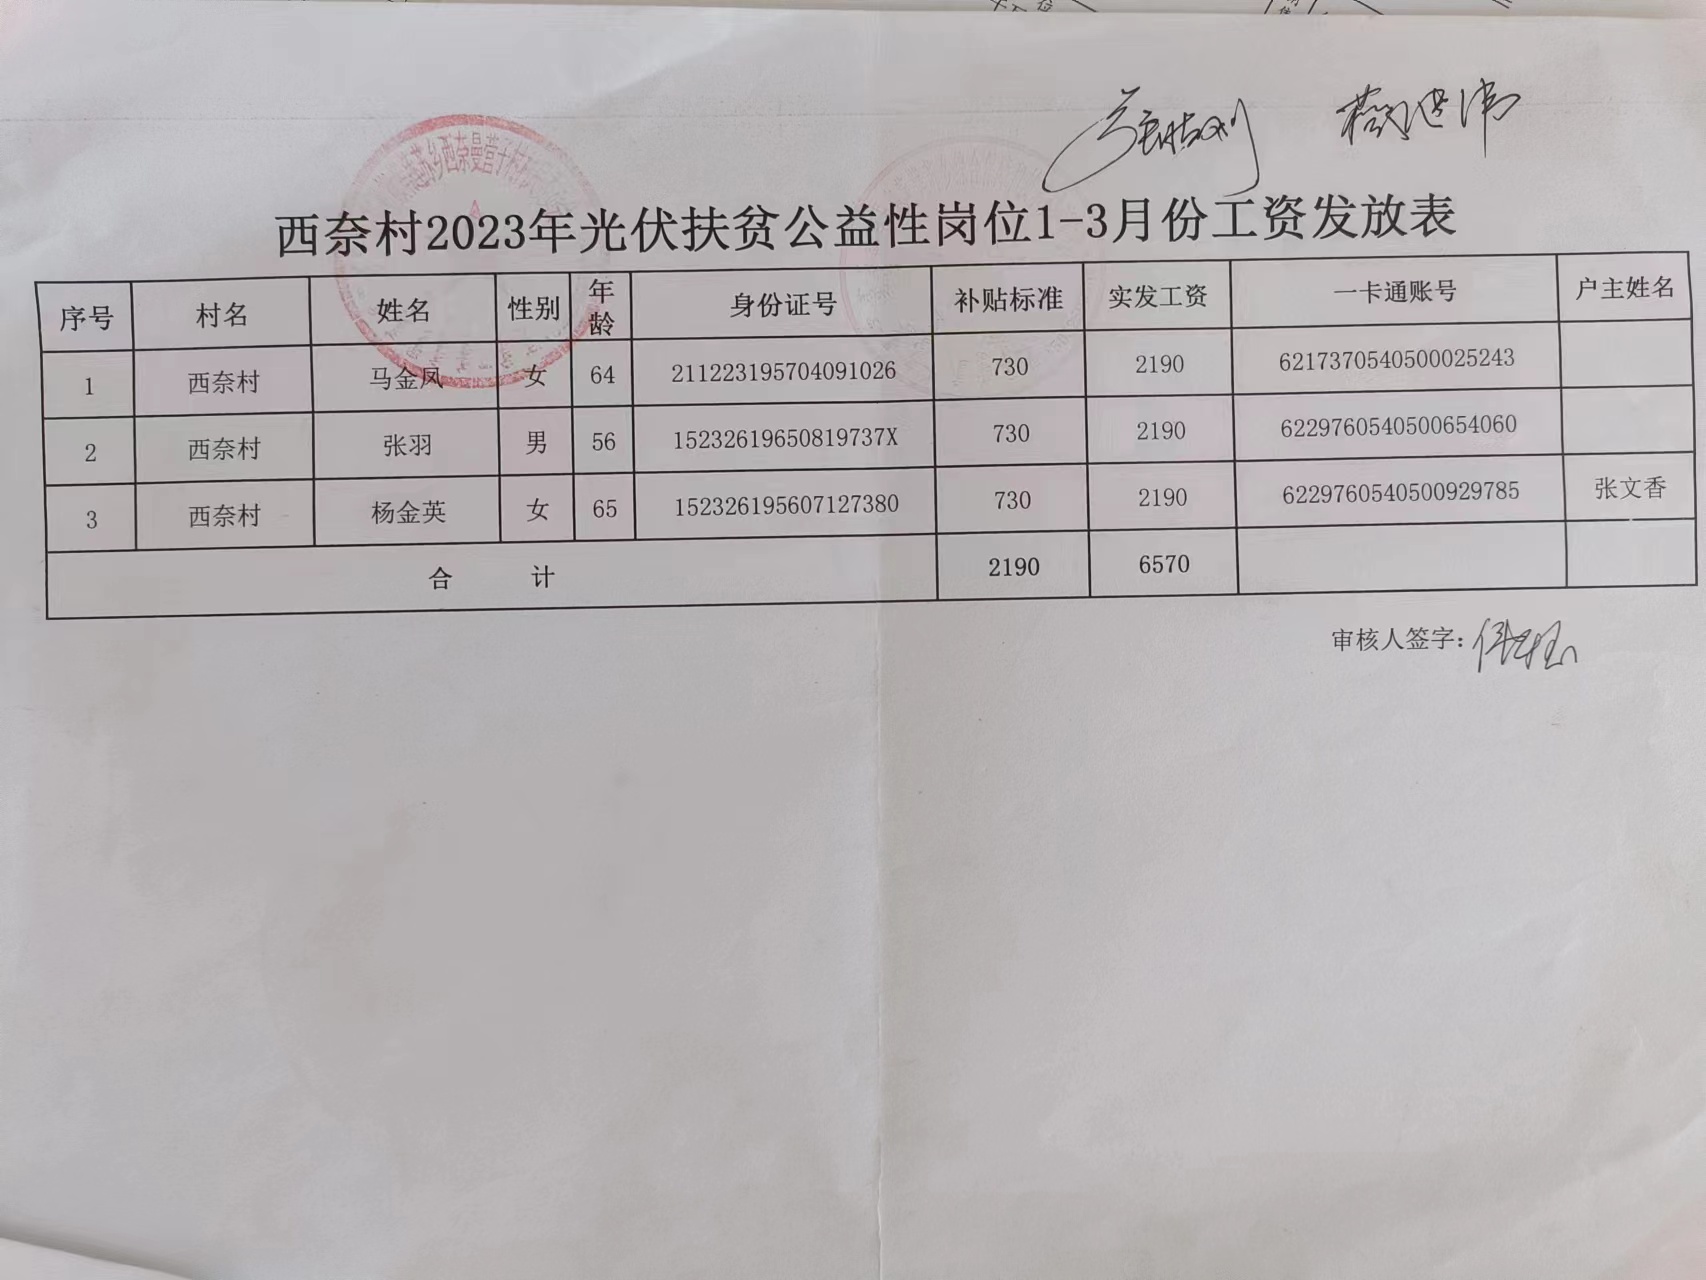 西奈村2023年光伏扶贫公益性岗位1-3月份工资发放表
序号 村名 姓名 性别 年龄 身份证号 补贴标准 实发工资 一卡通账号 户主姓名
1 西奈村 马金凤 女 64 211223195704091026 730 2190 6217370540500025243
2 西奈村 张羽 男 56 15232619650819737X 730 2190 6229760540500654060
3 西奈村 杨金英 女 65 152326195607127380 730 2190 6229760540500929785 张文香
合 计 2190 6570
审核人签字: